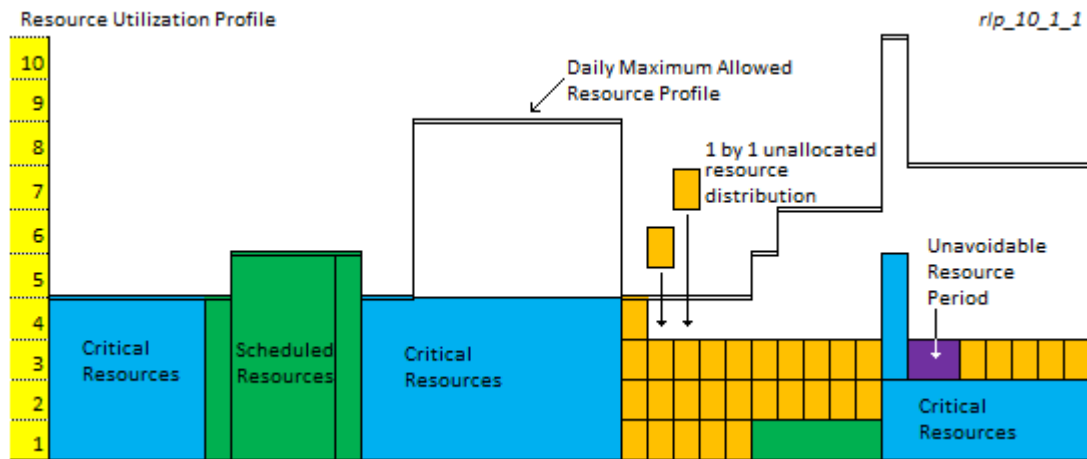 Resource Utilization Profile
rlp_10_1_1
10
9
8
7
6
5
4
3
2
1
Daily Maximum Allowed
Resource Profile
1 by 1 unallocated
resource
distribution
Unavoidable
Resource
Period
Critical
Resources
Scheduled
Resources
Critical
Resources
Critical
Resources